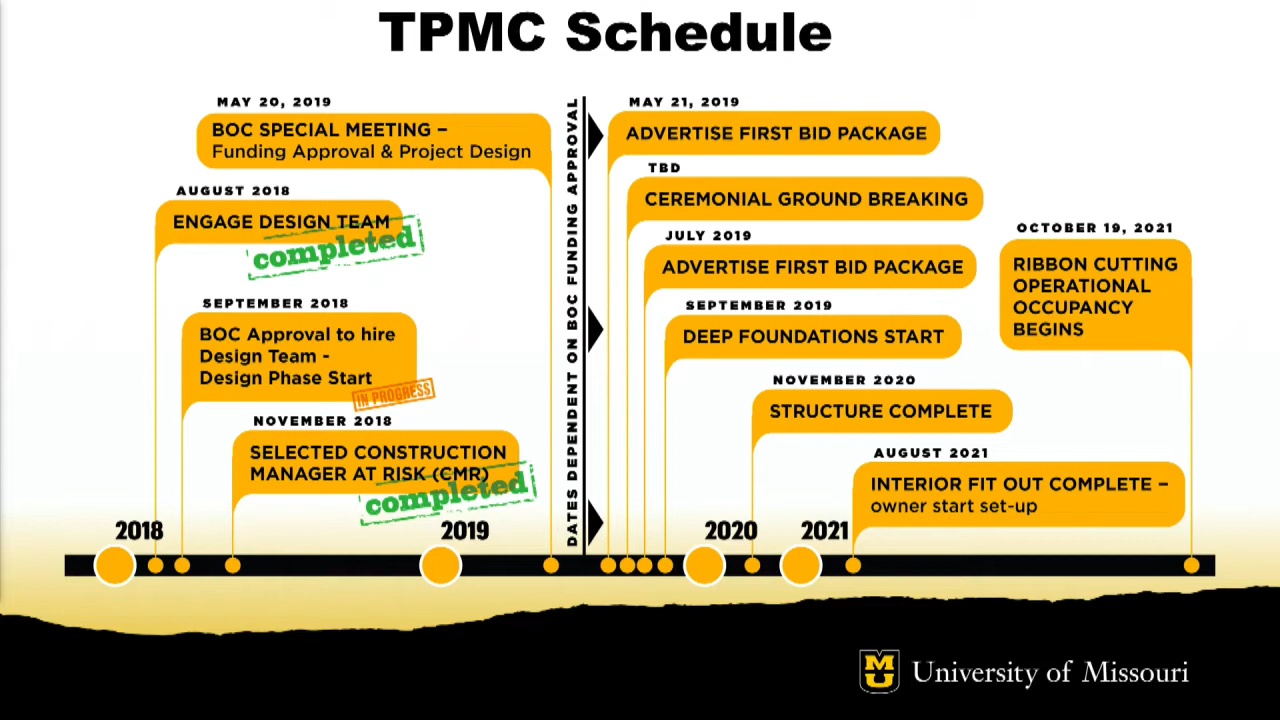 TPMC Schedule
MAY 20, 2019
BOC SPECIAL MEETING –
Funding Approval & Project Design
AUGUST 2018
ENGAGE DESIGN TEAM
completed
SEPTEMBER 2018
BOC Approval to hire
Design Team -
Design Phase Start
IN PROGRESS
NOVEMBER 2018
SELECTED CONSTRUCTION
MANAGER AT RISK (CMR)
completed
DATES DEPENDENT ON BOC FUNDING APPROVAL
MAY 21, 2019
ADVERTISE FIRST BID PACKAGE
TBD
CEREMONIAL GROUND BREAKING
JULY 2019
ADVERTISE FIRST BID PACKAGE
SEPTEMBER 2019
DEEP FOUNDATIONS START
NOVEMBER 2020
STRUCTURE COMPLETE
AUGUST 2021
INTERIOR FIT OUT COMPLETE –
owner start set-up
OCTOBER 19, 2021
RIBBON CUTTING
OPERATIONAL
OCCUPANCY
BEGINS
2018
2019
2020
2021
MU
University of Missouri